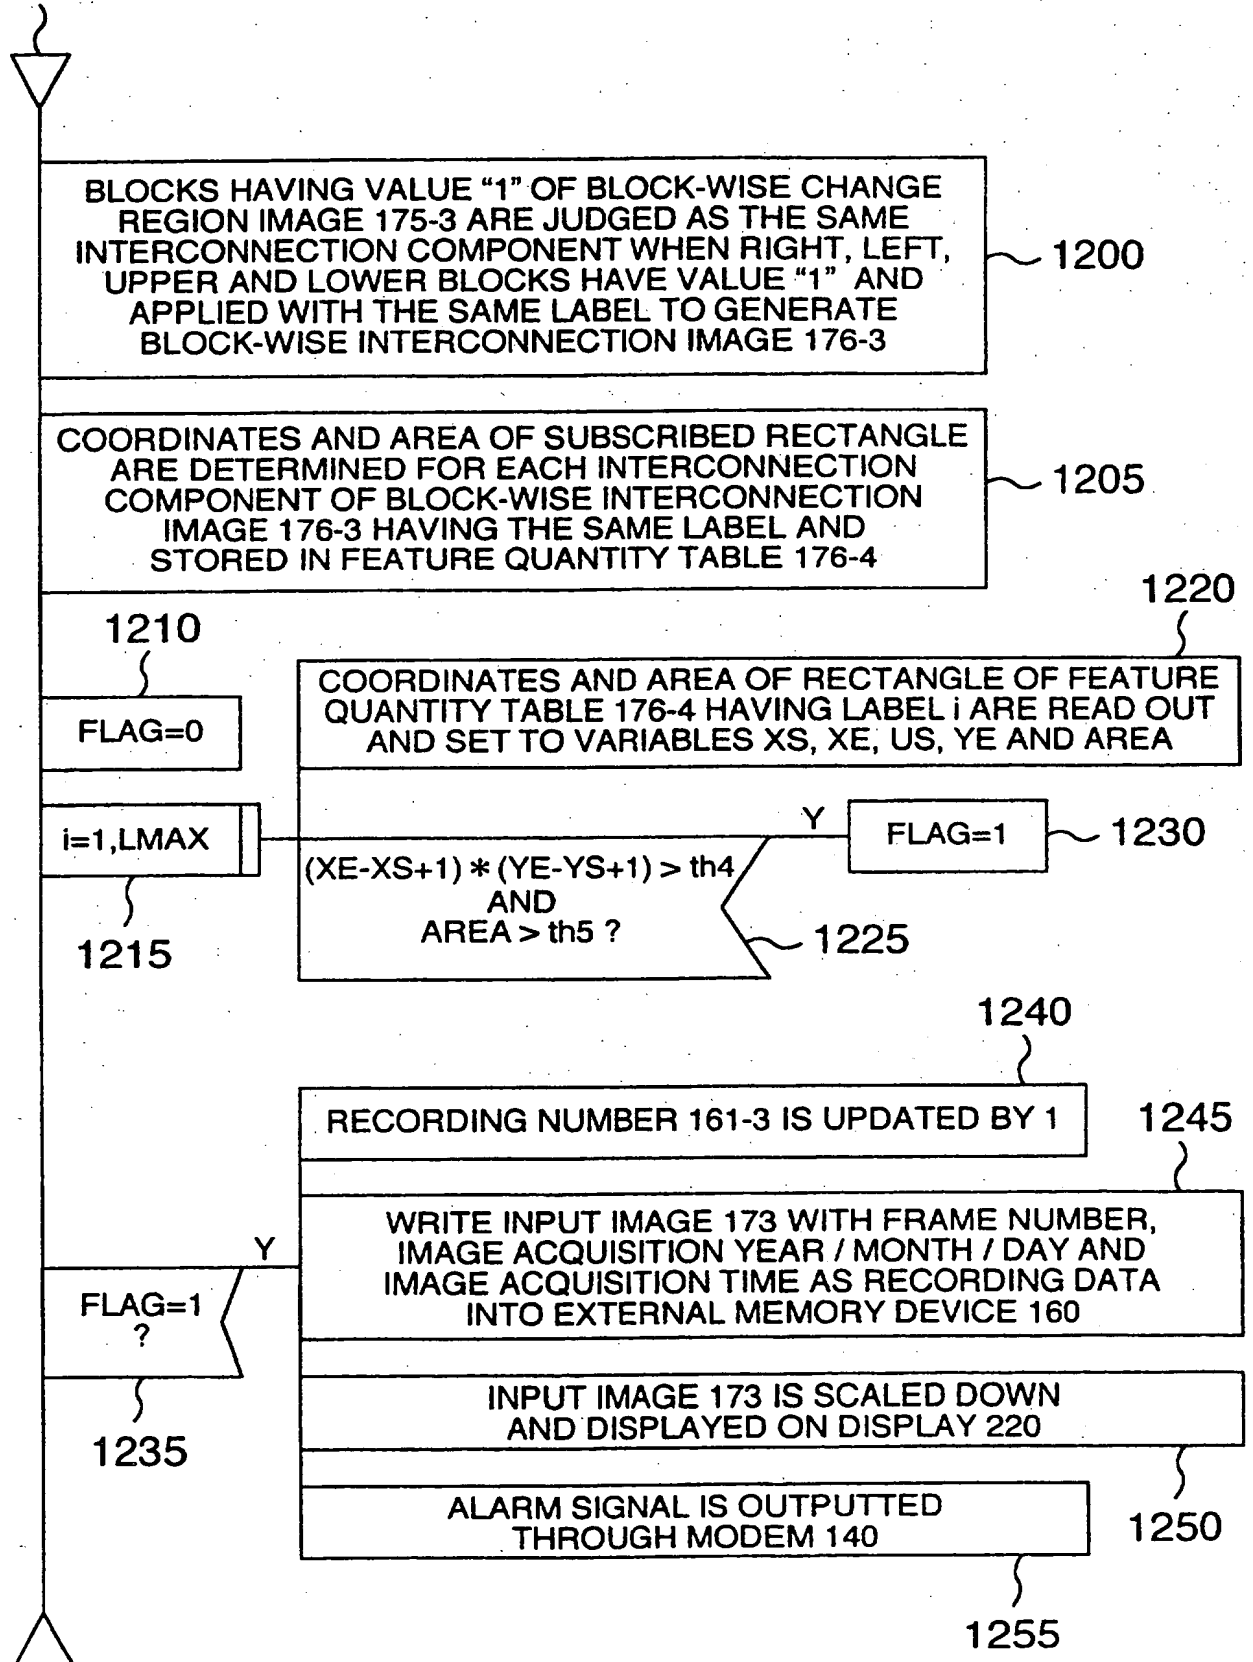 BLOCKS HAVING VALUE “1” OF BLOCK-WISE CHANGE
REGION IMAGE 175-3 ARE JUDGED AS THE SAME
INTERCONNECTION COMPONENT WHEN RIGHT, LEFT,
UPPER AND LOWER BLOCKS HAVE VALUE “1” AND
APPLIED WITH THE SAME LABEL TO GENERATE
BLOCK-WISE INTERCONNECTION IMAGE 176-3
1200
COORDINATES AND AREA OF SUBSCRIBED RECTANGLE
ARE DETERMINED FOR EACH INTERCONNECTION
COMPONENT OF BLOCK-WISE INTERCONNECTION
IMAGE 176-3 HAVING THE SAME LABEL AND
STORED IN FEATURE QUANTITY TABLE 176-4
1205
1210
FLAG=0
1220
COORDINATES AND AREA OF RECTANGLE OF FEATURE
QUANTITY TABLE 176-4 HAVING LABEL i ARE READ OUT
AND SET TO VARIABLES XS, XE, US, YE AND AREA
i=1,LMAX
1215
(XE-XS+1) * (YE-YS+1) > th4
AND
AREA > th5 ?
1225
Y
FLAG=1
1230
1240
RECORDING NUMBER 161-3 IS UPDATED BY 1
1245
WRITE INPUT IMAGE 173 WITH FRAME NUMBER,
IMAGE ACQUISITION YEAR / MONTH / DAY AND
IMAGE ACQUISITION TIME AS RECORDING DATA
INTO EXTERNAL MEMORY DEVICE 160
Y
FLAG=1
?
1235
INPUT IMAGE 173 IS SCALED DOWN
AND DISPLAYED ON DISPLAY 220
1250
ALARM SIGNAL IS OUTPUTTED
THROUGH MODEM 140
1255